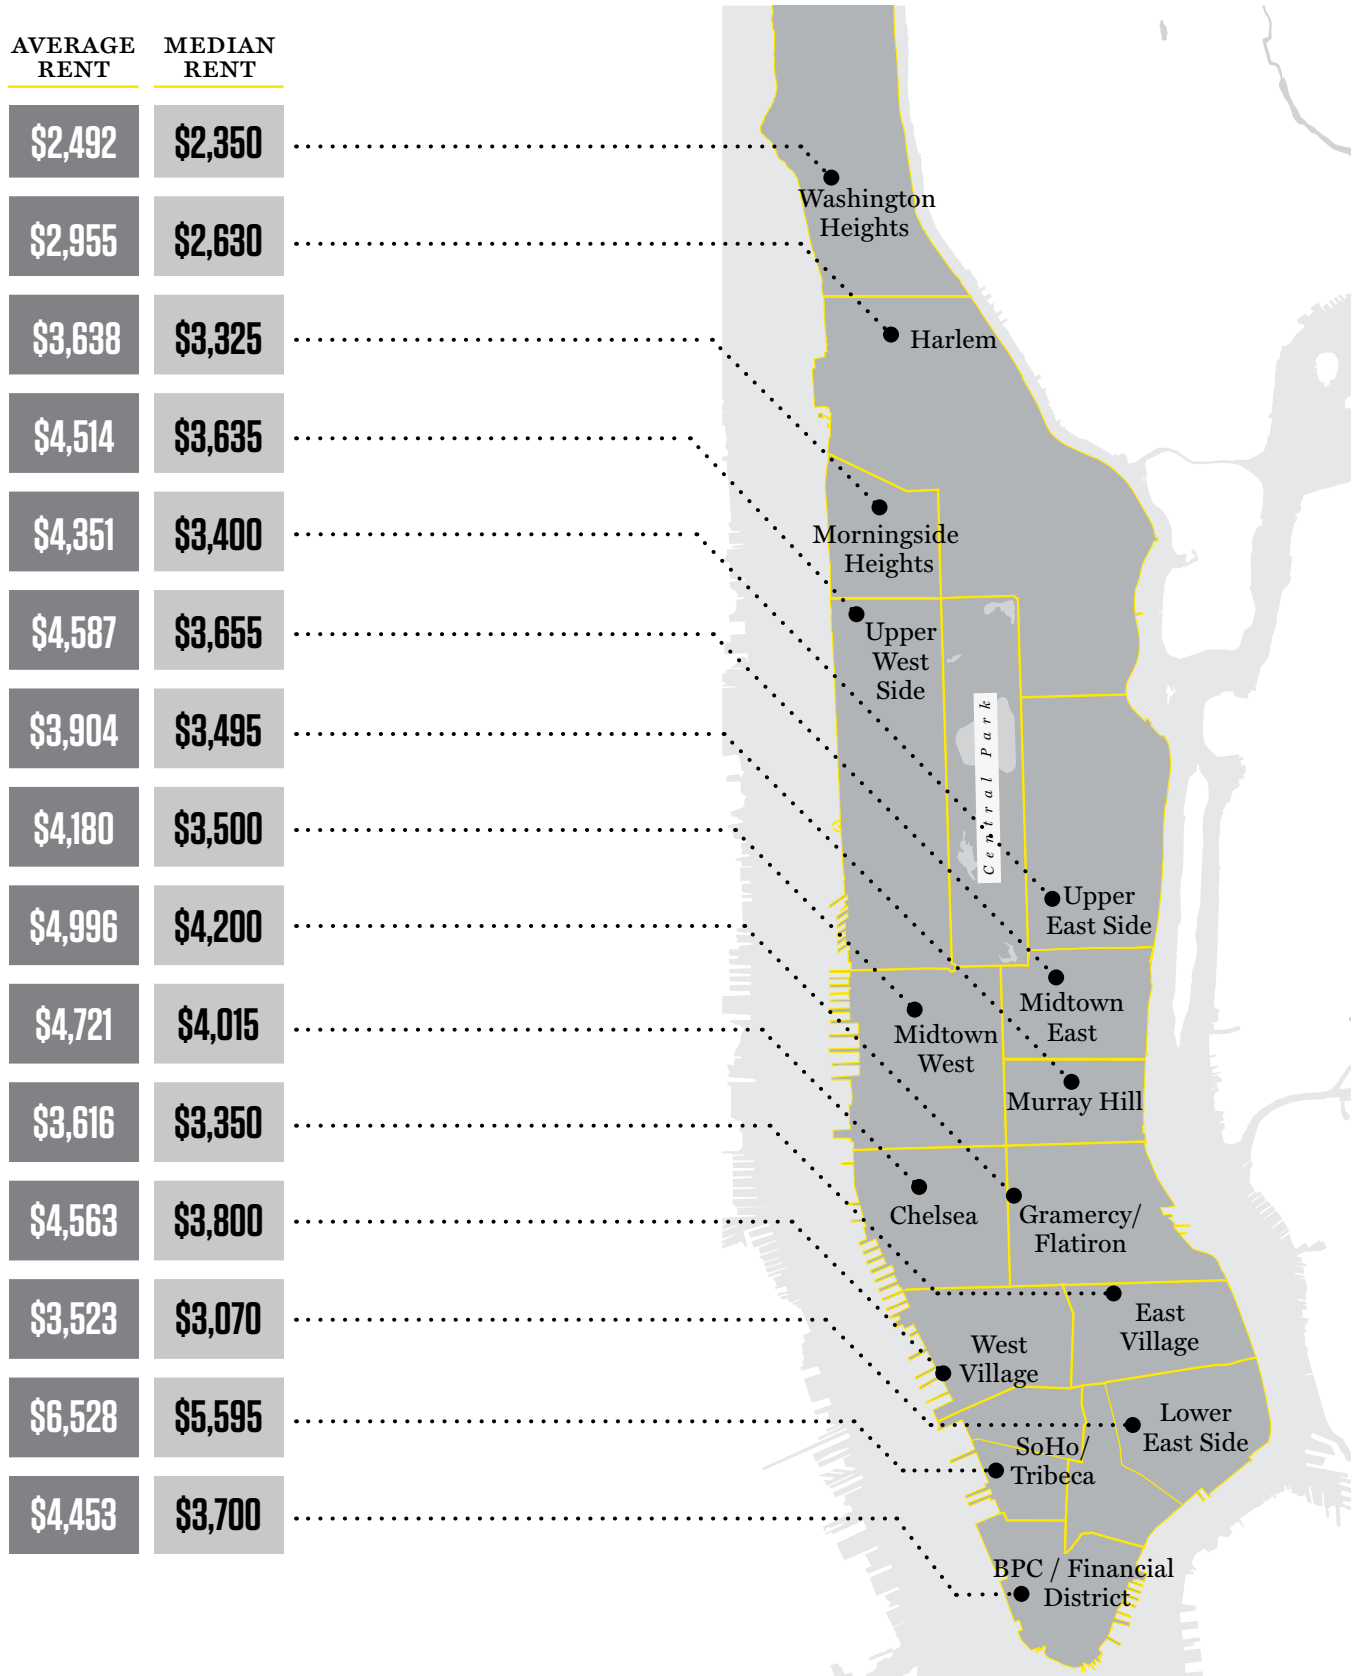 AVERAGE
RENT
MEDIAN
RENT
$2,492 $2,350
$2,955 $2,630
$3,638 $3,325
$4,514 $3,635
$4,351 $3,400
$4,587 $3,655
$3,904 $3,495
$4,180 $3,500
$4,996 $4,200
$4,721 $4,015
$3,616 $3,350
$4,563 $3,800
$3,523 $3,070
$6,528 $5,595
$4,453 $3,700
Washington
Heights
Harlem
Morningside
Heights
Upper
West
Side
Central Park
Upper
East Side
Midtown
East
Midtown
West
Murray Hill
Chelsea
Gramercy/
Flatiron
East
Village
West
Village
Lower
East Side
SoHo/
Tribeca
BPC / Financial
District